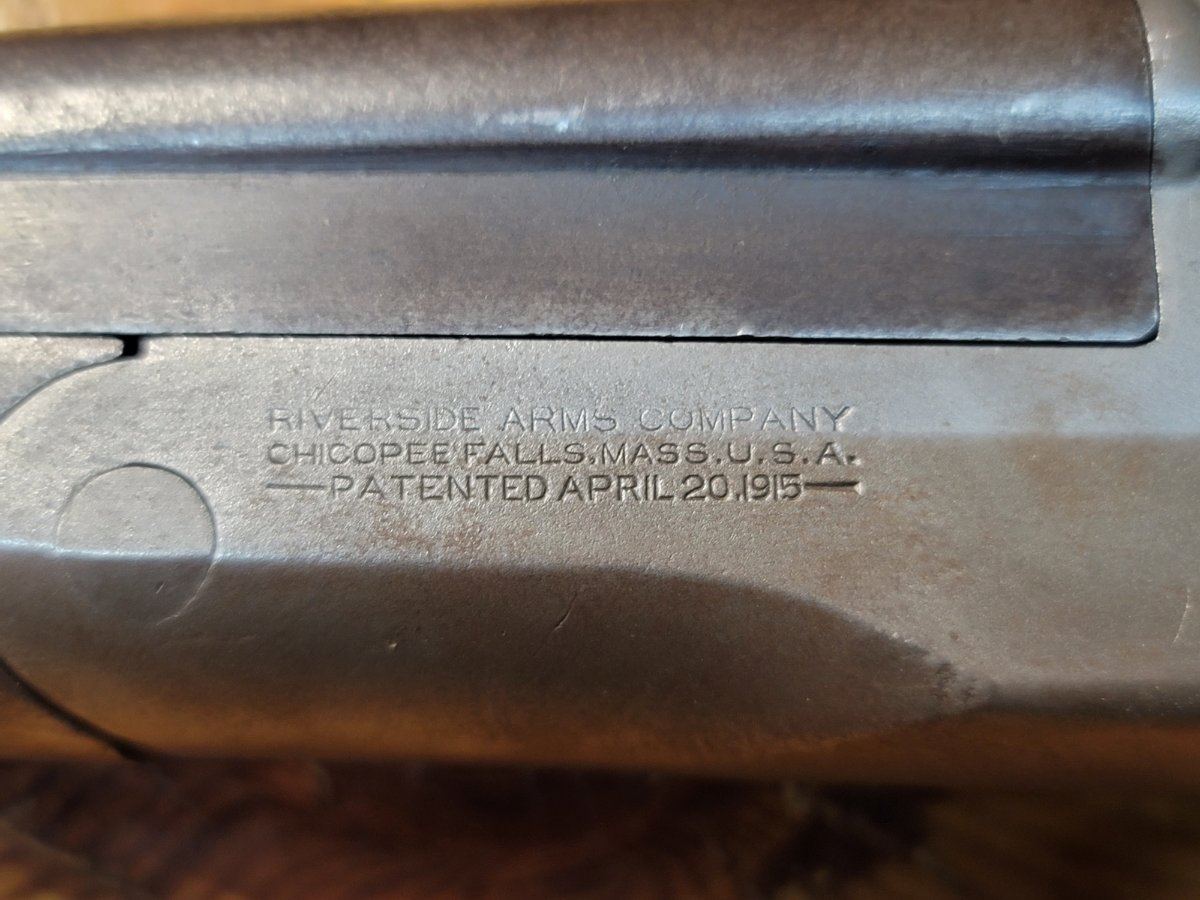 RIVERSIDE ARMS COMPANY
CHICOPEE FALLS, MASS. U.S.A.
—PATENTED APRIL 20, 1915—